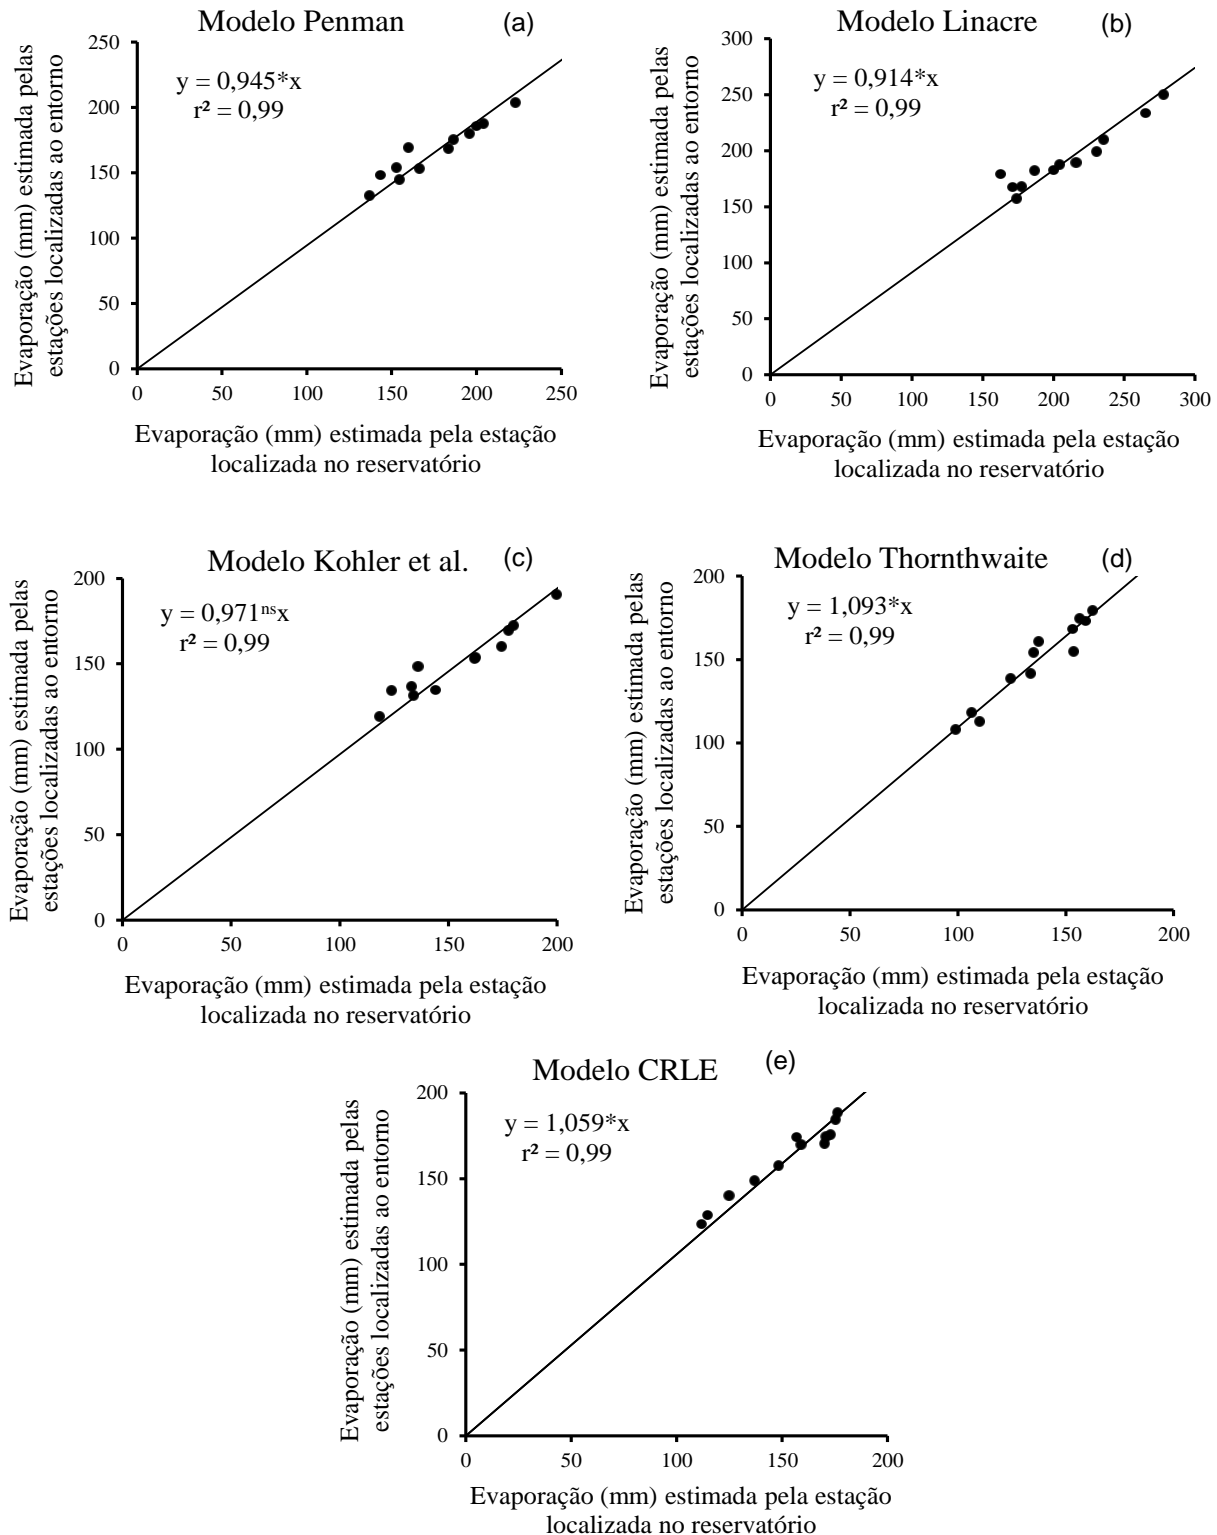 Modelo Penman
(a)
y = 0,945*x
r² = 0,99
Evaporação (mm) estimada pelas
estações localizadas ao entorno
250
200
150
100
50
0
0 50 100 150 200 250
Evaporação (mm) estimada pela estação
localizada no reservatório
Modelo Linacre
(b)
y = 0,914*x
r² = 0,99
Evaporação (mm) estimada pelas
estações localizadas ao entorno
300
250
200
150
100
50
0
0 50 100 150 200 250 300
Evaporação (mm) estimada pela estação
localizada no reservatório
Modelo Kohler et al.
(c)
y = 0,971ⁿˢx
r² = 0,99
Evaporação (mm) estimada pelas
estações localizadas ao entorno
200
150
100
50
0
0 50 100 150 200
Evaporação (mm) estimada pela estação
localizada no reservatório
Modelo Thornthwaite
(d)
y = 1,093*x
r² = 0,99
Evaporação (mm) estimada pelas
estações localizadas ao entorno
200
150
100
50
0
0 50 100 150 200
Evaporação (mm) estimada pela estação
localizada no reservatório
Modelo CRLE
(e)
y = 1,059*x
r² = 0,99
Evaporação (mm) estimada pelas
estações localizadas ao entorno
200
150
100
50
0
0 50 100 150 200
Evaporação (mm) estimada pela estação
localizada no reservatório